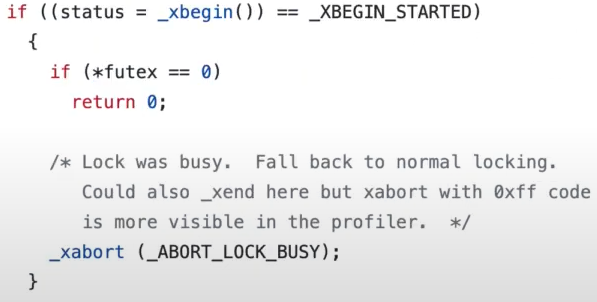 if ((status = _xbegin()) == _XBEGIN_STARTED)
{
if (*futex == 0)
return 0;
/* Lock was busy.  Fall back to normal locking.
Could also _xend here but xabort with 0xff code
is more visible in the profiler.  */
_xabort (_ABORT_LOCK_BUSY);
}